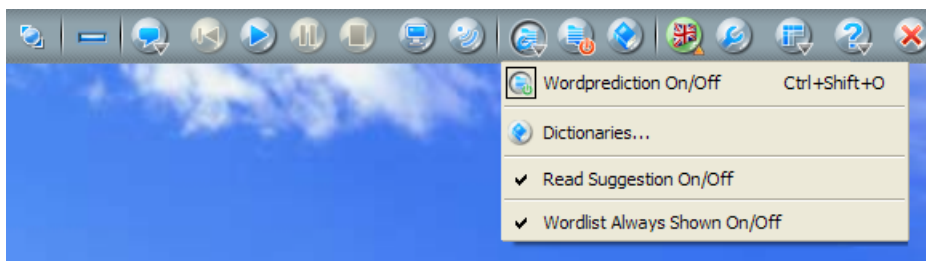 Wordprediction On/Off Ctrl+Shift+O
Dictionaries...
Read Suggestion On/Off
Wordlist Always Shown On/Off